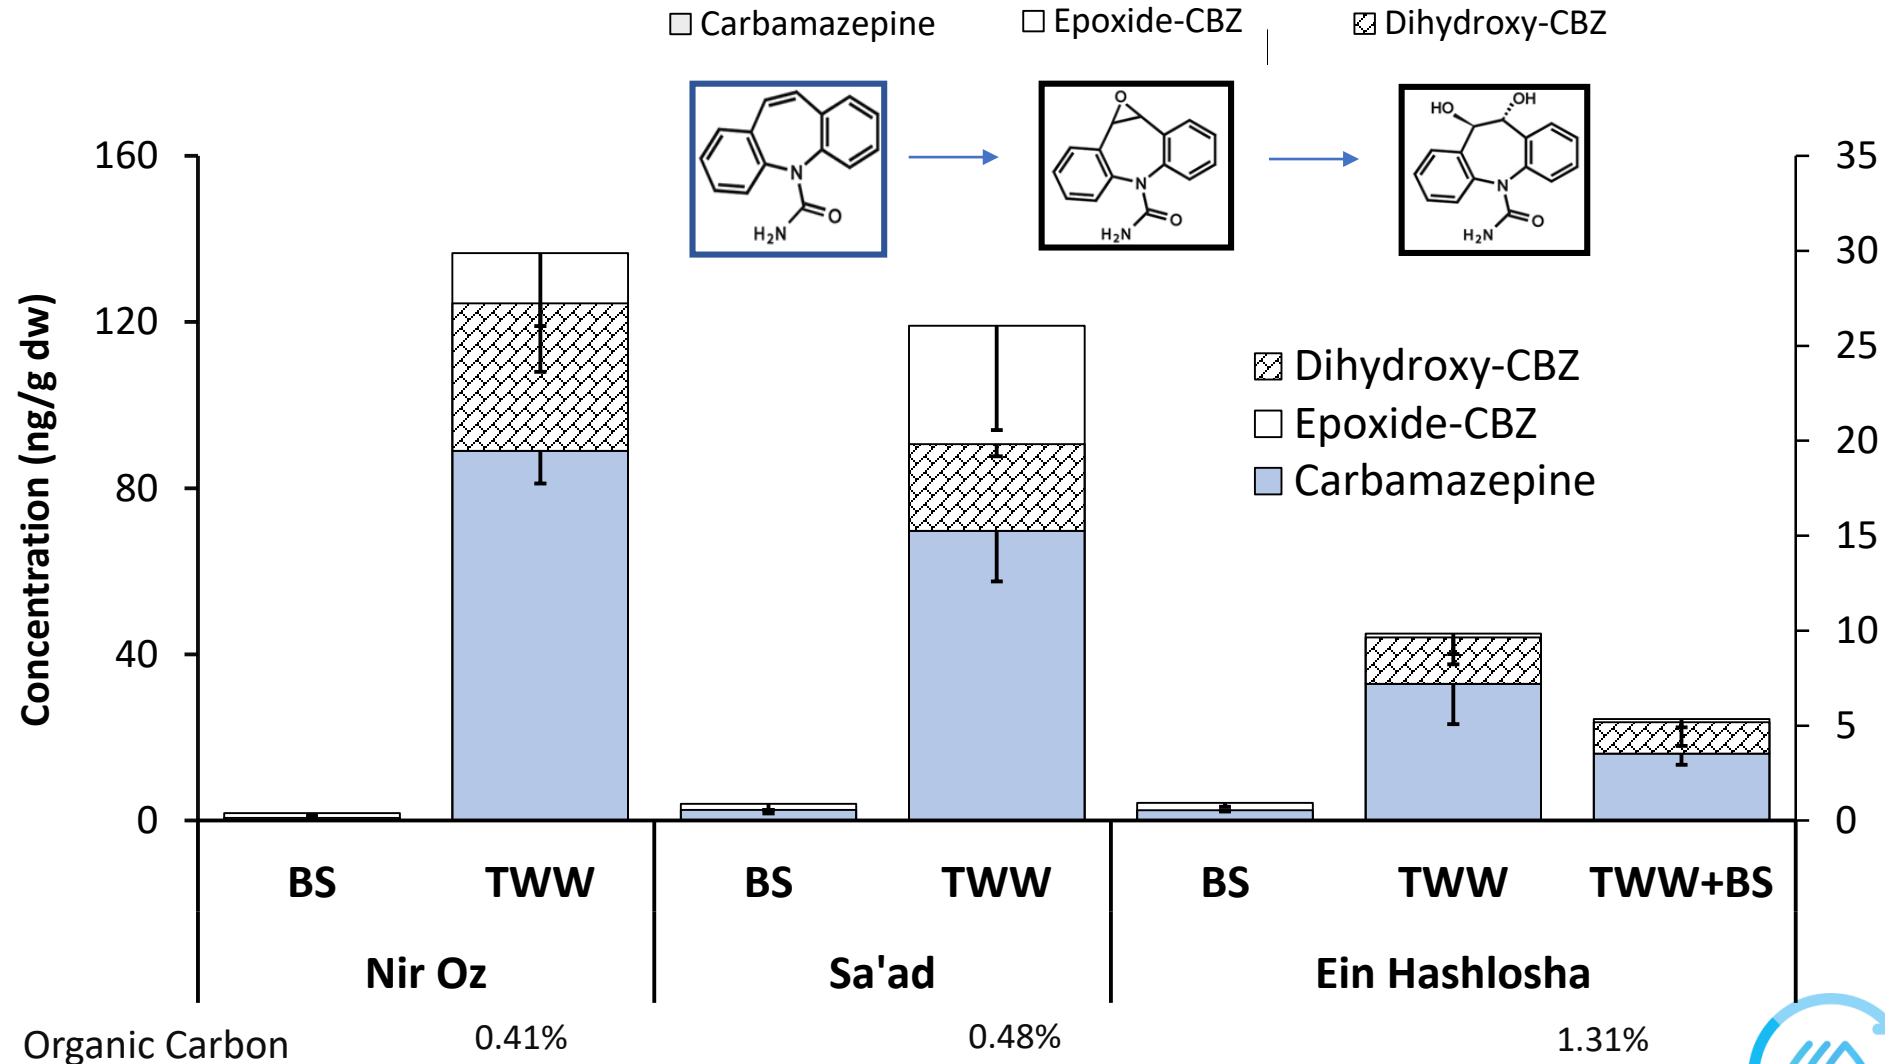 Carbamazepine Epoxide-CBZ Dihydroxy-CBZ
N
O
H₂N
O
N
O
H₂N
HO
OH
N
O
H₂N
160
120
80
40
0
Concentration (ng/g dw)
35
30
25
20
15
10
5
0
Dihydroxy-CBZ
Epoxide-CBZ
Carbamazepine
BS TWW BS TWW BS TWW TWW+BS
Nir Oz Sa'ad Ein Hashlosha
Organic Carbon 0.41% 0.48% 1.31%